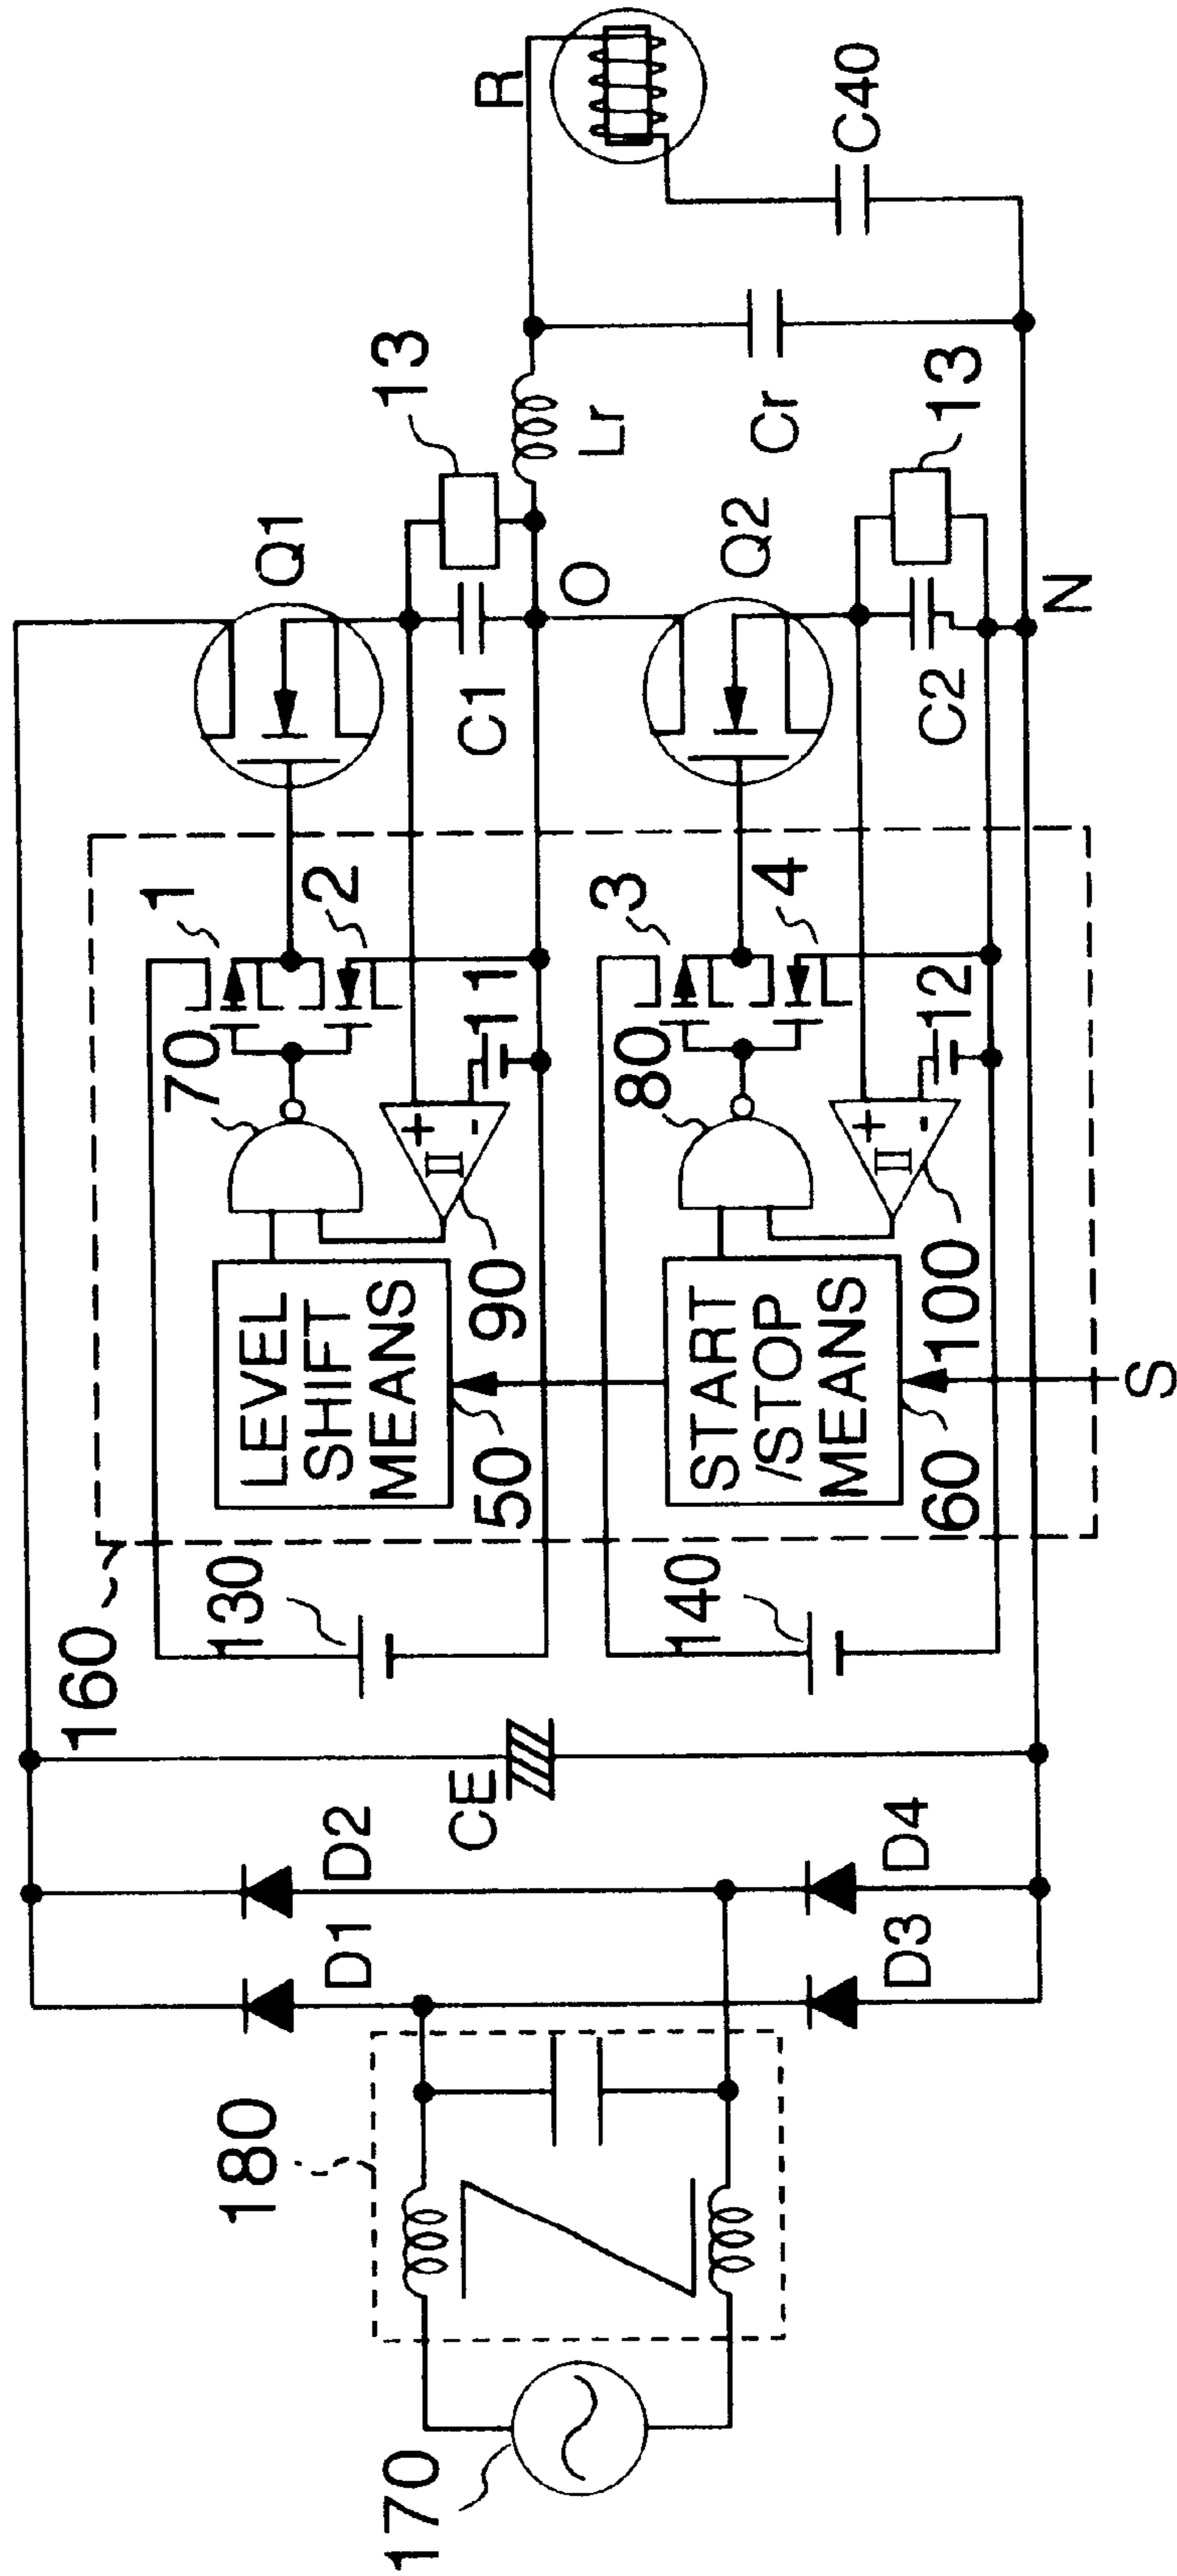 170
180
D1
D2
D3
D4
CE
160
130
140
LEVEL
SHIFT
MEANS
50
START
/STOP
MEANS
60
S
70
90
+
-
11
80
100
+
-
12
1
2
3
4
Q1
Q2
C1
C2
O
N
13
13
Lr
Cr
R
C40